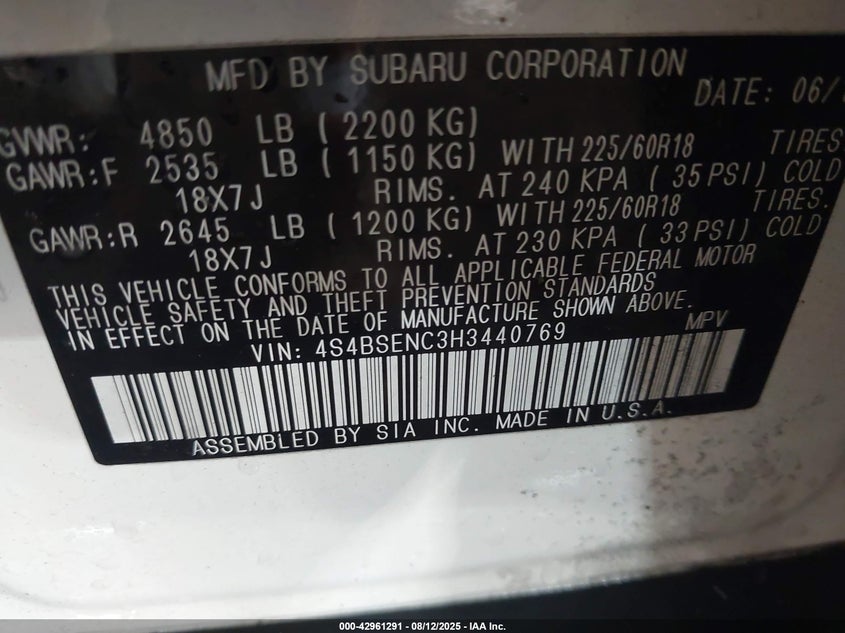 MFD BY SUBARU CORPORATION
DATE: 06/
GVWR: 4850 LB ( 2200 KG)
GAWR:F 2535 LB ( 1150 KG) WITH 225/60R18 TIRES
18X7J RIMS. AT 240 KPA ( 35 PSI) COLD
GAWR:R 2645 LB ( 1200 KG) WITH 225/60R18 TIRES.
18X7J RIMS. AT 230 KPA ( 33 PSI) COLD
THIS VEHICLE CONFORMS TO ALL APPLICABLE FEDERAL MOTOR
VEHICLE SAFETY AND THEFT PREVENTION STANDARDS
IN EFFECT ON THE DATE OF MANUFACTURE SHOWN ABOVE.
VIN: 4S4BSENC3H3440769 MPV
ASSEMBLED BY SIA INC. MADE IN U.S.A.
000-42961291 - 08/12/2025 - IAA Inc.